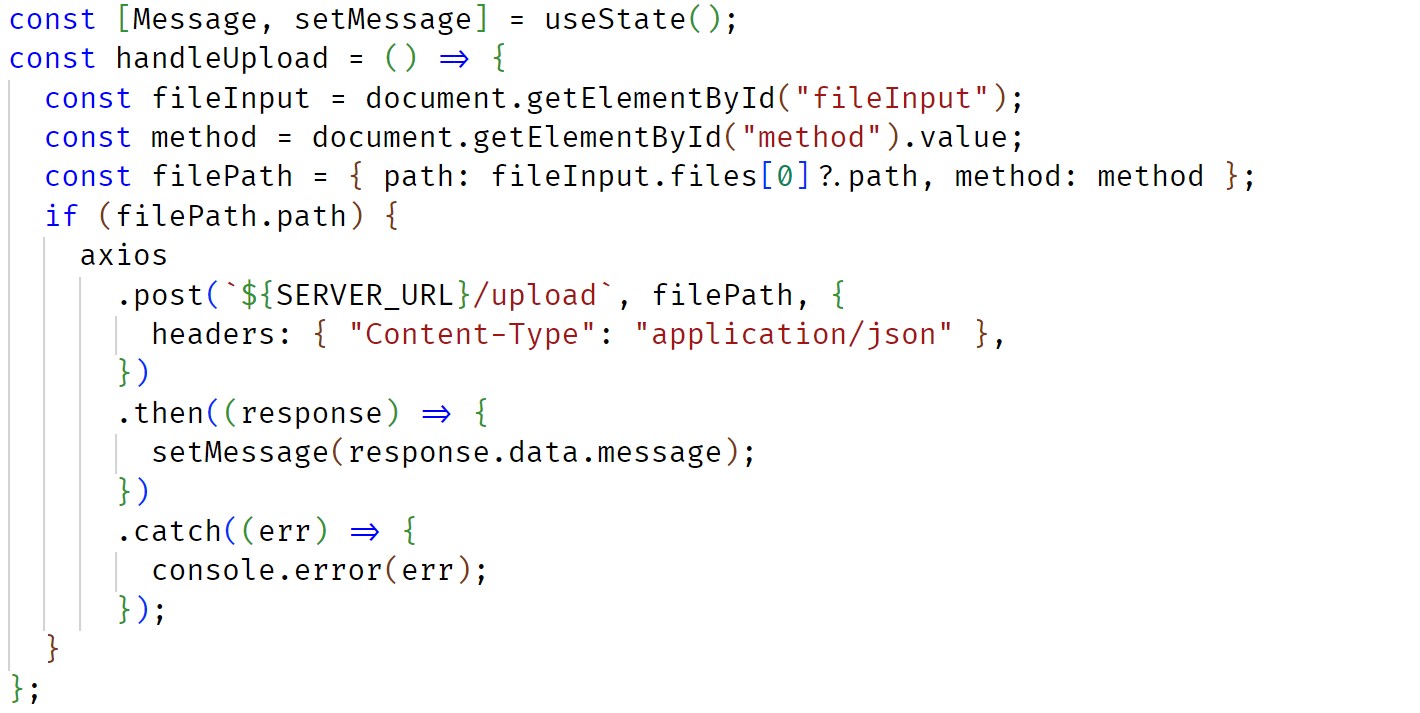 const [Message, setMessage] = useState();
const handleUpload = () => {
  const fileInput = document.getElementById("fileInput");
  const method = document.getElementById("method").value;
  const filePath = { path: fileInput.files[0]?.path, method: method };
  if (filePath.path) {
    axios
      .post(`${SERVER_URL}/upload`, filePath, {
        headers: { "Content-Type": "application/json" },
      })
      .then((response) => {
        setMessage(response.data.message);
      })
      .catch((err) => {
        console.error(err);
      });
  }
};